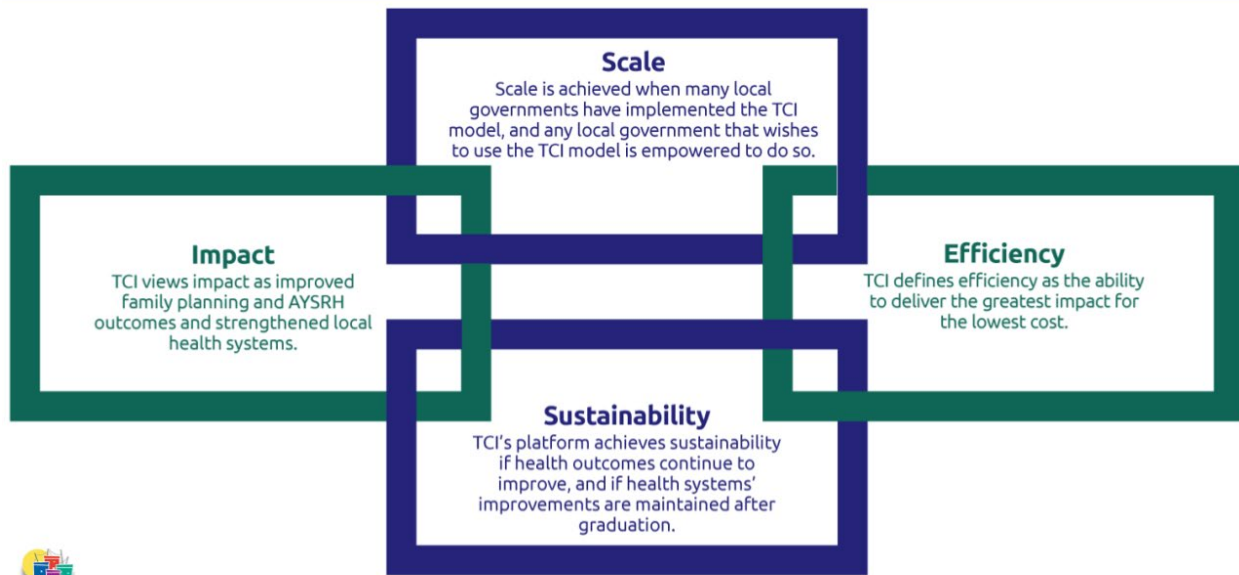 Scale
Scale is achieved when many local
governments have implemented the TCI
model, and any local government that wishes
to use the TCI model is empowered to do so.
Impact
TCI views impact as improved
family planning and AYSRH
outcomes and strengthened local
health systems.
Efficiency
TCI defines efficiency as the ability
to deliver the greatest impact for
the lowest cost.
Sustainability
TCI’s platform achieves sustainability
if health outcomes continue to
improve, and if health systems’
improvements are maintained after
graduation.